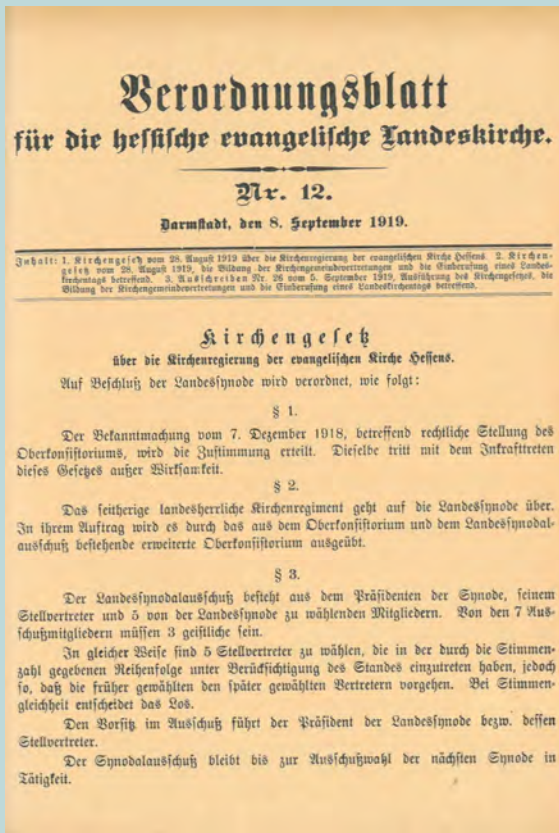 Verordnungsblatt
für die hessische evangelische Landeskirche.
Nr. 12.
Darmstadt, den 8. September 1919.
Inhalt: 1. Kirchengesetz vom 28. August 1919 über die Kirchenregierung der evangelischen Kirche Hessens. 2. Kirchen-
gesetz vom 28. August 1919, die Bildung der Kirchengemeindevertretungen und die Einberufung eines Landes-
kirchentags betreffend. 3. Ausschreiben Nr. 26 vom 5. September 1919, Ausführung des Kirchengesetzes, die
Bildung der Kirchengemeindevertretungen und die Einberufung eines Landeskirchentags betreffend.
Kirchengesetz
über die Kirchenregierung der evangelischen Kirche Hessens.
Auf Beschluß der Landessynode wird verordnet, wie folgt:
§ 1.
Der Bekanntmachung vom 7. Dezember 1918, betreffend rechtliche Stellung des
Oberkonsistoriums, wird die Zustimmung erteilt. Dieselbe tritt mit dem Inkrafttreten
dieses Gesetzes außer Wirksamkeit.
§ 2.
Das seitherige landesherrliche Kirchenregiment geht auf die Landessynode über.
In ihrem Auftrag wird es durch das aus dem Oberkonsistorium und dem Landessynodal-
ausschuß bestehende erweiterte Oberkonsistorium ausgeübt.
§ 3.
Der Landessynodalausschuß besteht aus dem Präsidenten der Synode, seinem
Stellvertreter und 5 von der Landessynode zu wählenden Mitgliedern. Von den 7 Aus-
schußmitgliedern müssen 3 geistliche sein.
In gleicher Weise sind 5 Stellvertreter zu wählen, die in der durch die Stimmen-
zahl gegebenen Reihenfolge unter Berücksichtigung des Standes einzutreten haben, jedoch
so, daß die früher gewählten den später gewählten Vertretern vorgehen. Bei Stimmen-
gleichheit entscheidet das Los.
Den Vorsitz im Ausschuß führt der Präsident der Landessynode bezw. dessen
Stellvertreter.
Der Synodalausschuß bleibt bis zur Ausschußwahl der nächsten Synode in
Tätigkeit.